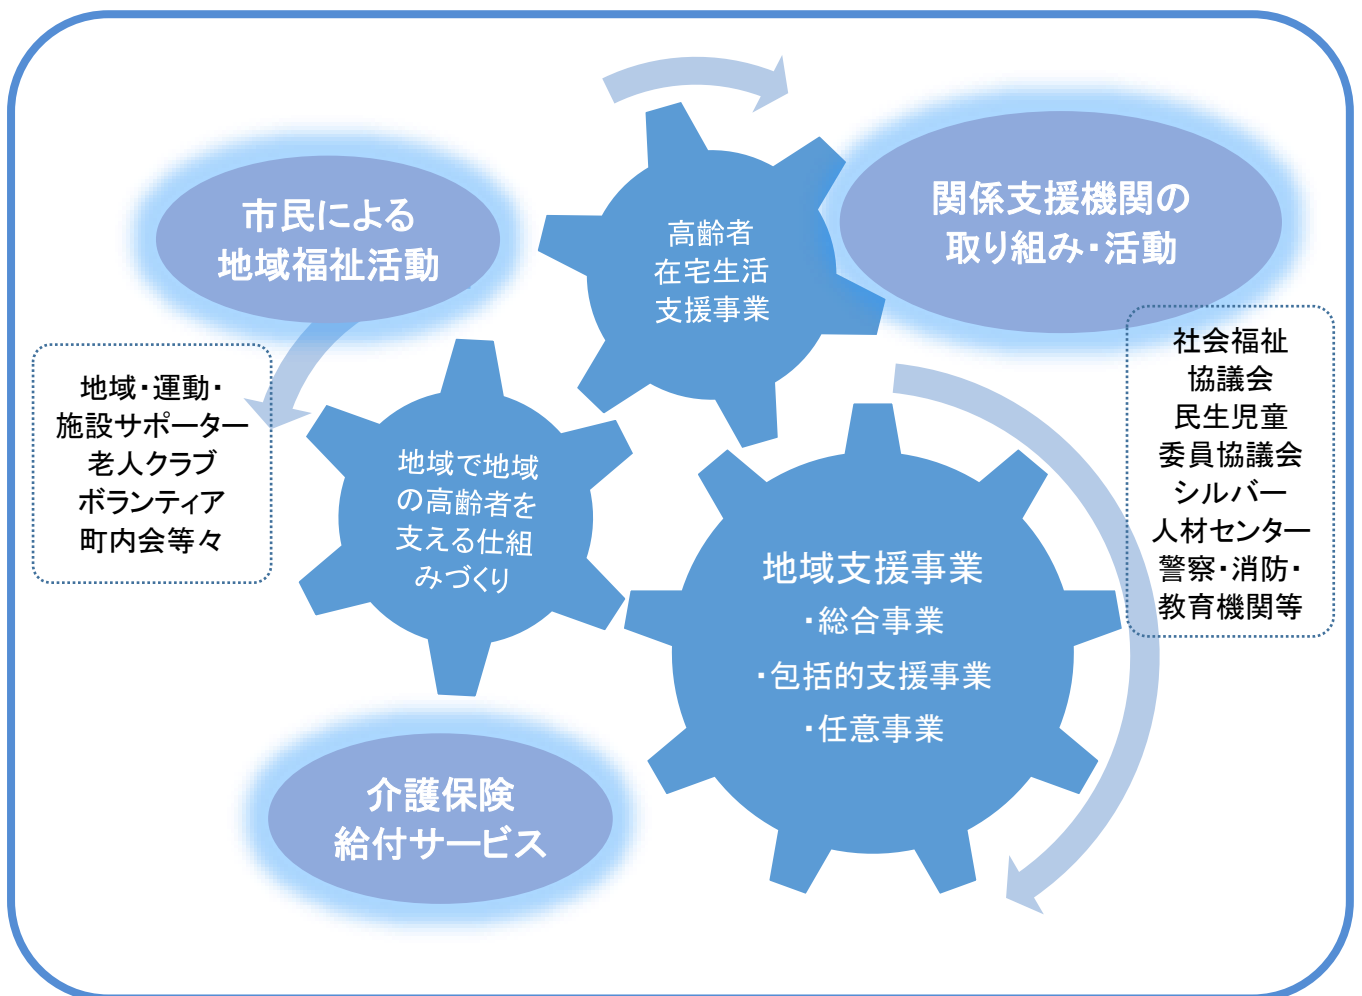 市民による
地域福祉活動
地域・運動・
施設サポーター
老人クラブ
ボランティア
町内会等々
高齢者
在宅生活
支援事業
関係支援機関の
取り組み・活動
社会福祉
協議会
民生児童
委員協議会
シルバー
人材センター
警察・消防・
教育機関等
地域で地域
の高齢者を
支える仕組
みづくり
地域支援事業
・総合事業
・包括的支援事業
・任意事業
介護保険
給付サービス